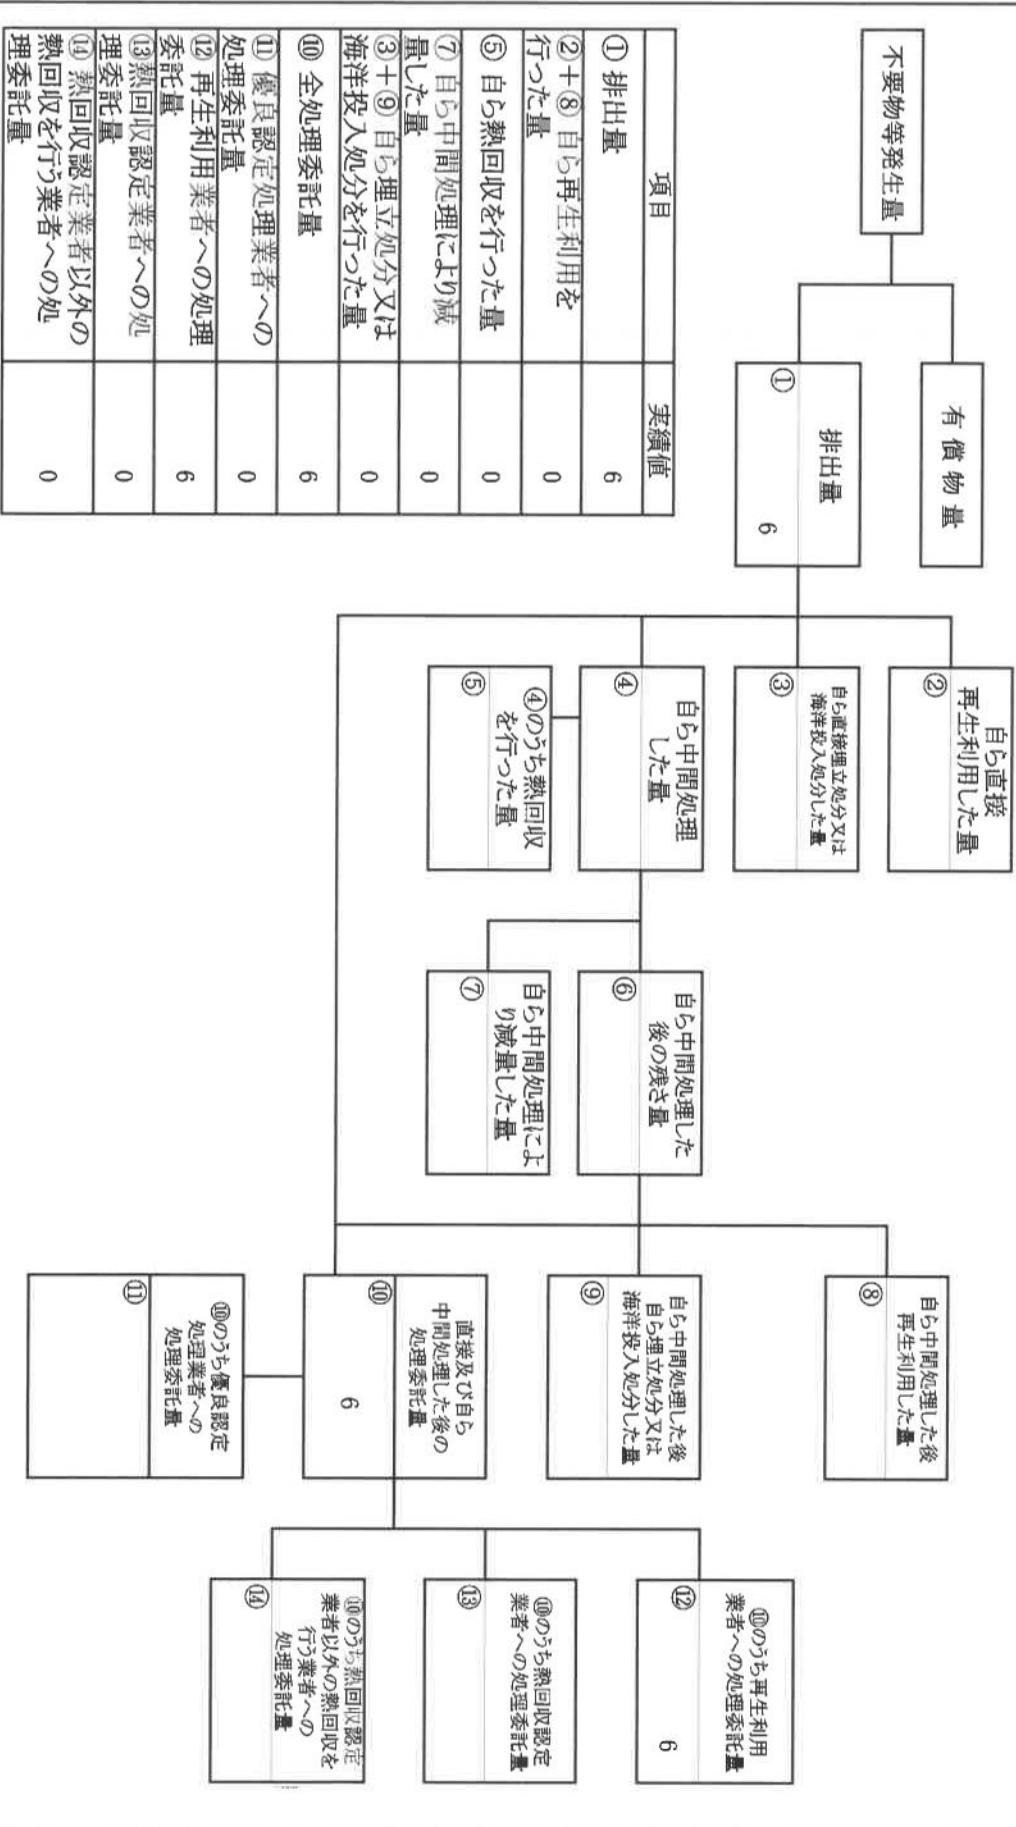 不要物等発生量
有償物量
排出量
①
6
自ら直接
再生利用した量
②
自ら直接埋立処分又は
海洋投入処分した量
③
自ら中間処理
した量
④
④のうち熱回収
を行った量
⑤
自ら中間処理した
後の残さ量
⑥
自ら中間処理によ
り減量した量
⑦
自ら中間処理した後
再生利用した量
⑧
自ら中間処理した後
自ら埋立処分又は
海洋投入処分した量
⑨
直接及び自ら
中間処理した後の
処理委託量
⑩
6
⑩のうち優良認定
処理業者への
処理委託量
⑪
⑩のうち再生利用
業者への処理委託量
⑫
6
⑩のうち熱回収認定
業者への処理委託量
⑬
⑩のうち熱回収認定
業者以外の熱回収を
行う業者への
処理委託量
⑭
項目 実績値
① 排出量 6
②+⑧ 自ら再生利用を
行った量 0
⑤ 自ら熱回収を行った量 0
⑦ 自ら中間処理により減
量した量 0
③+⑨ 自ら埋立処分又は
海洋投入処分を行った量 0
⑩ 全処理委託量 6
⑪ 優良認定処理業者への
処理委託量 0
⑫ 再生利用業者への処理
委託量 6
⑬熱回収認定業者への処
理委託量 0
⑭ 熱回収認定業者以外の
熱回収を行う業者への処
理委託量 0